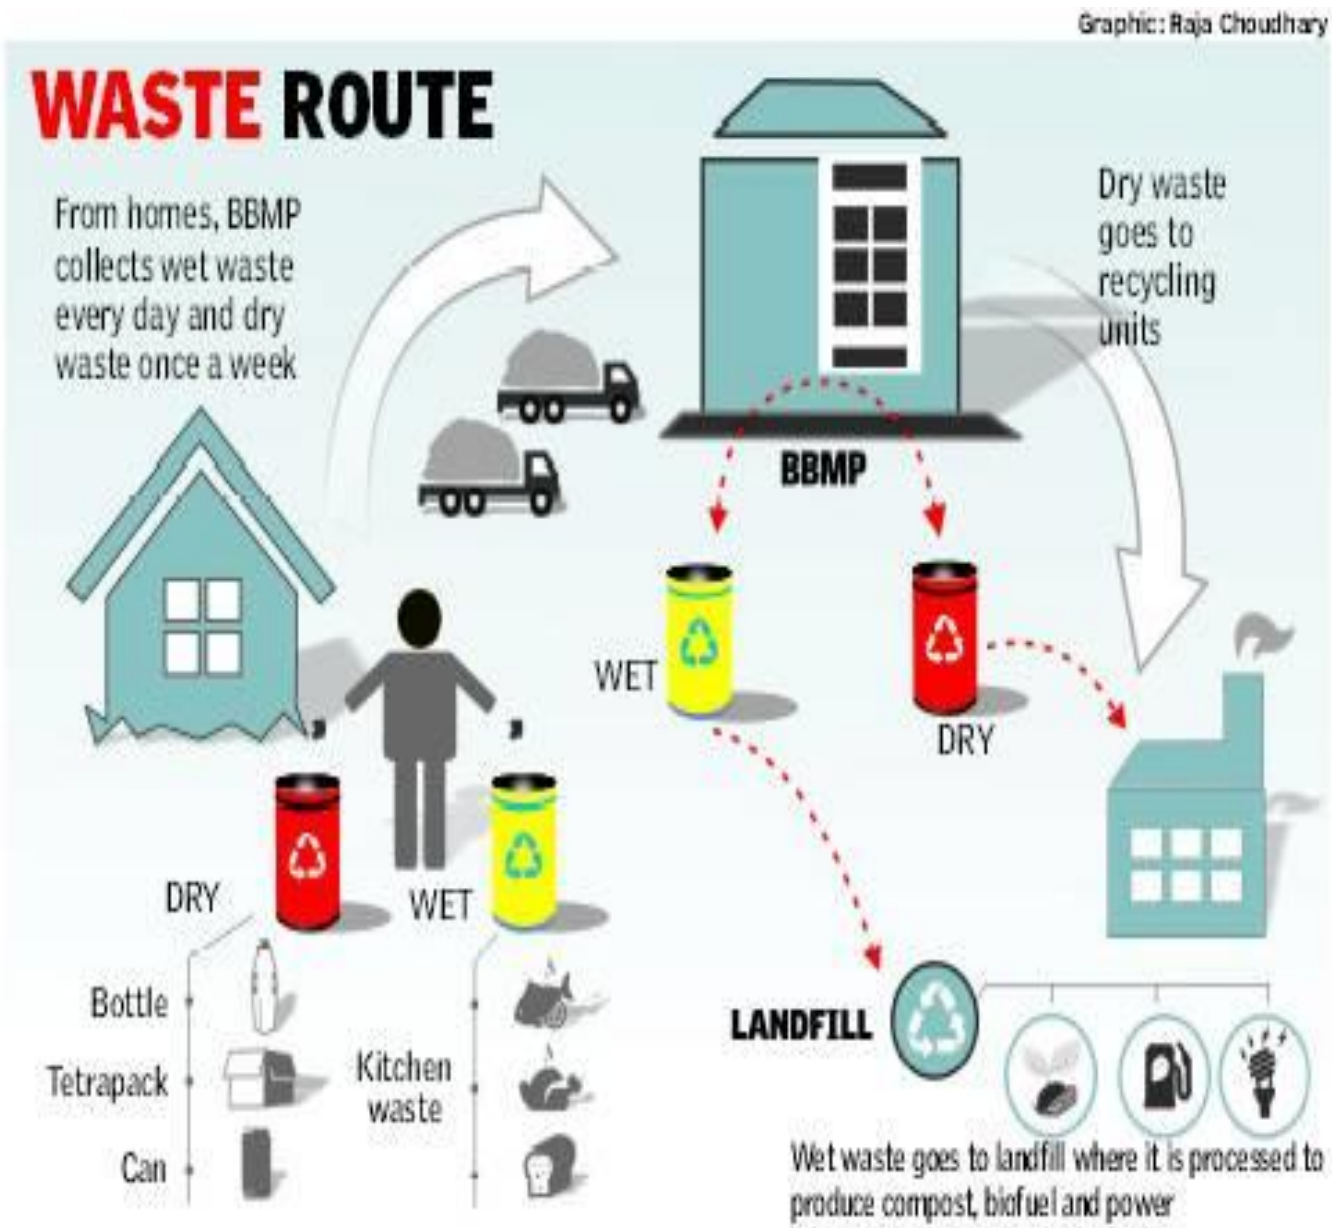 Graphic: Raja Choudhary
WASTE ROUTE
From homes, BBMP
collects wet waste
every day and dry
waste once a week
Dry waste
goes to
recycling
units
BBMP
WET
DRY
DRY
WET
Bottle
Tetrapack
Can
Kitchen
waste
LANDFILL
Wet waste goes to landfill where it is processed to
produce compost, biofuel and power